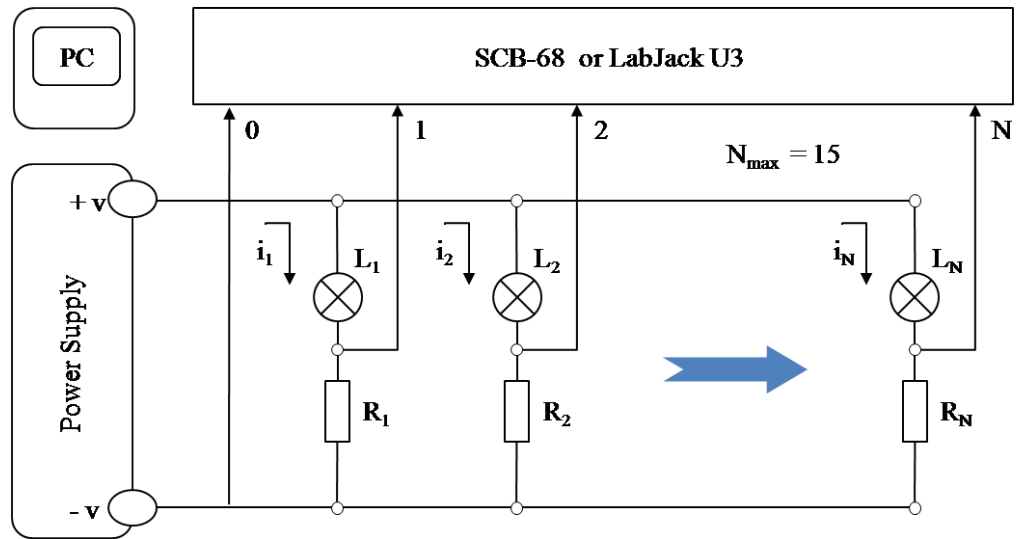 PC
SCB-68 or LabJack U3
0
1
2
N
Nmax = 15
+ v
i1
L1
i2
L2
iN
LN
Power Supply
R1
R2
RN
- v